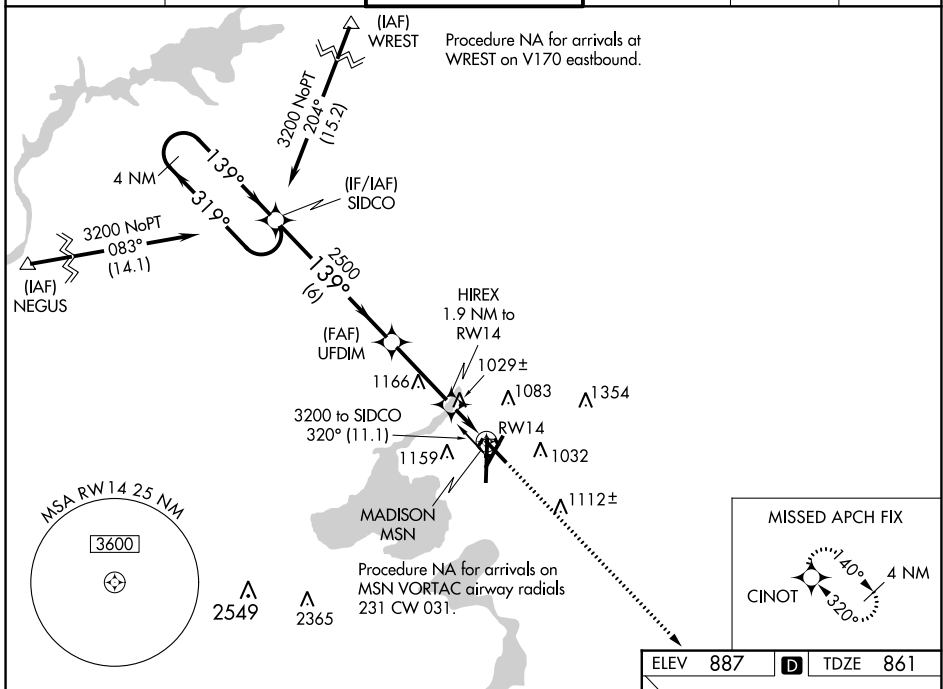 (IAF)
WREST
Procedure NA for arrivals at
WREST on V170 eastbound.
3200 NoPT
204°
(15.2)
139°
4 NM
319°
(IF/IAF)
SIDCO
3200 NoPT
083°
(14.1)
(IAF)
NEGUS
2500
139°
(6)
HIREX
1.9 NM to
RW14
(FAF)
UFDIM
1029±
1166
1083
1354
3200 to SIDCO
320° (11.1)
RW14
1159
1032
1112±
MADISON
MSN
MSA RW14 25 NM
3600
2549
2365
Procedure NA for arrivals on
MSN VORTAC airway radials
231 CW 031.
MISSED APCH FIX
140°
4 NM
CINOT
320°
ELEV 887 D TDZE 861